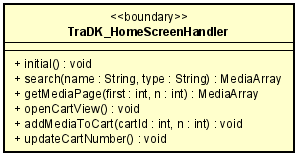 <<boundary>>
TraDK_HomeScreenHandler
+ initial() : void
+ search(name : String, type : String) : MediaArray
+ getMediaPage(first : int, n : int) : MediaArray
+ openCartView() : void
+ addMediaToCart(cartId : int, n : int) : void
+ updateCartNumber() : void